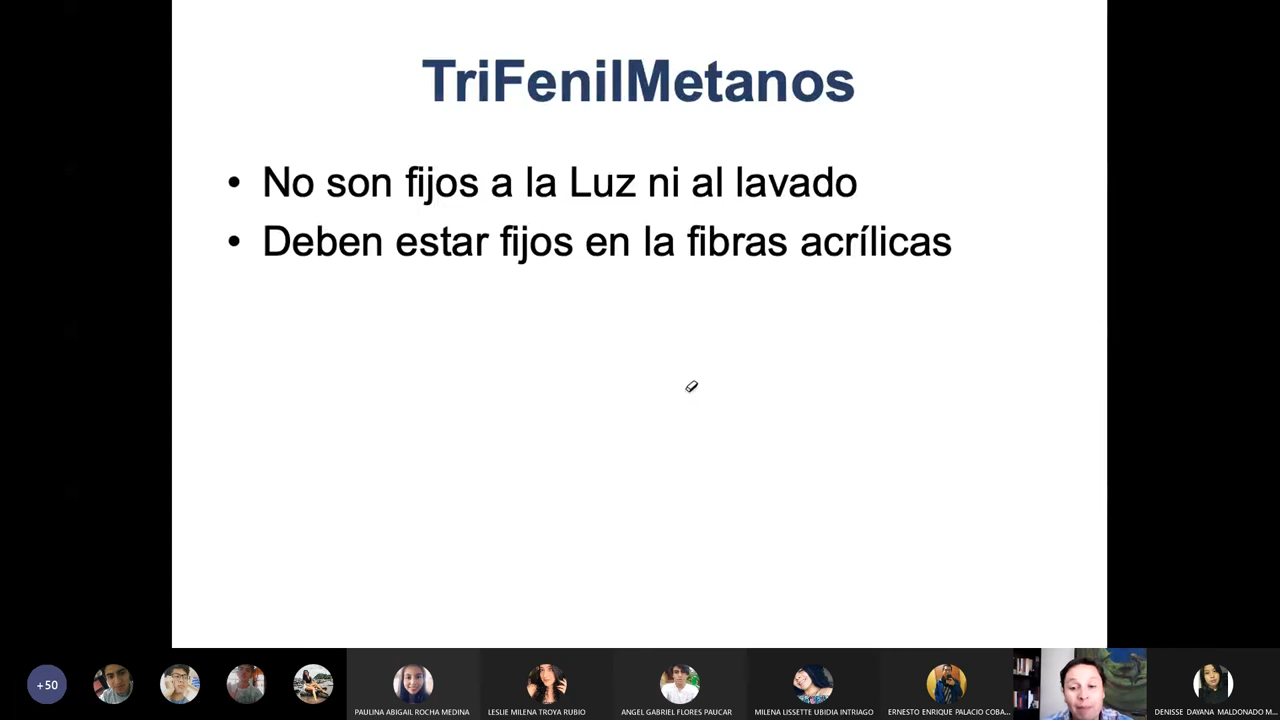 TriFenilMetanos
• No son fijos a la Luz ni al lavado
• Deben estar fijos en la fibras acrílicas
+50
PAULINA ABIGAIL ROCHA MEDINA
LESLIE MILENA TROYA RUBIO
ANGEL GABRIEL FLORES PAUCAR
MILENA LISSETTE UBIDIA INTRIAGO
ERNESTO ENRIQUE PALACIO COBA...
DENISSE DAYANA MALDONADO M...